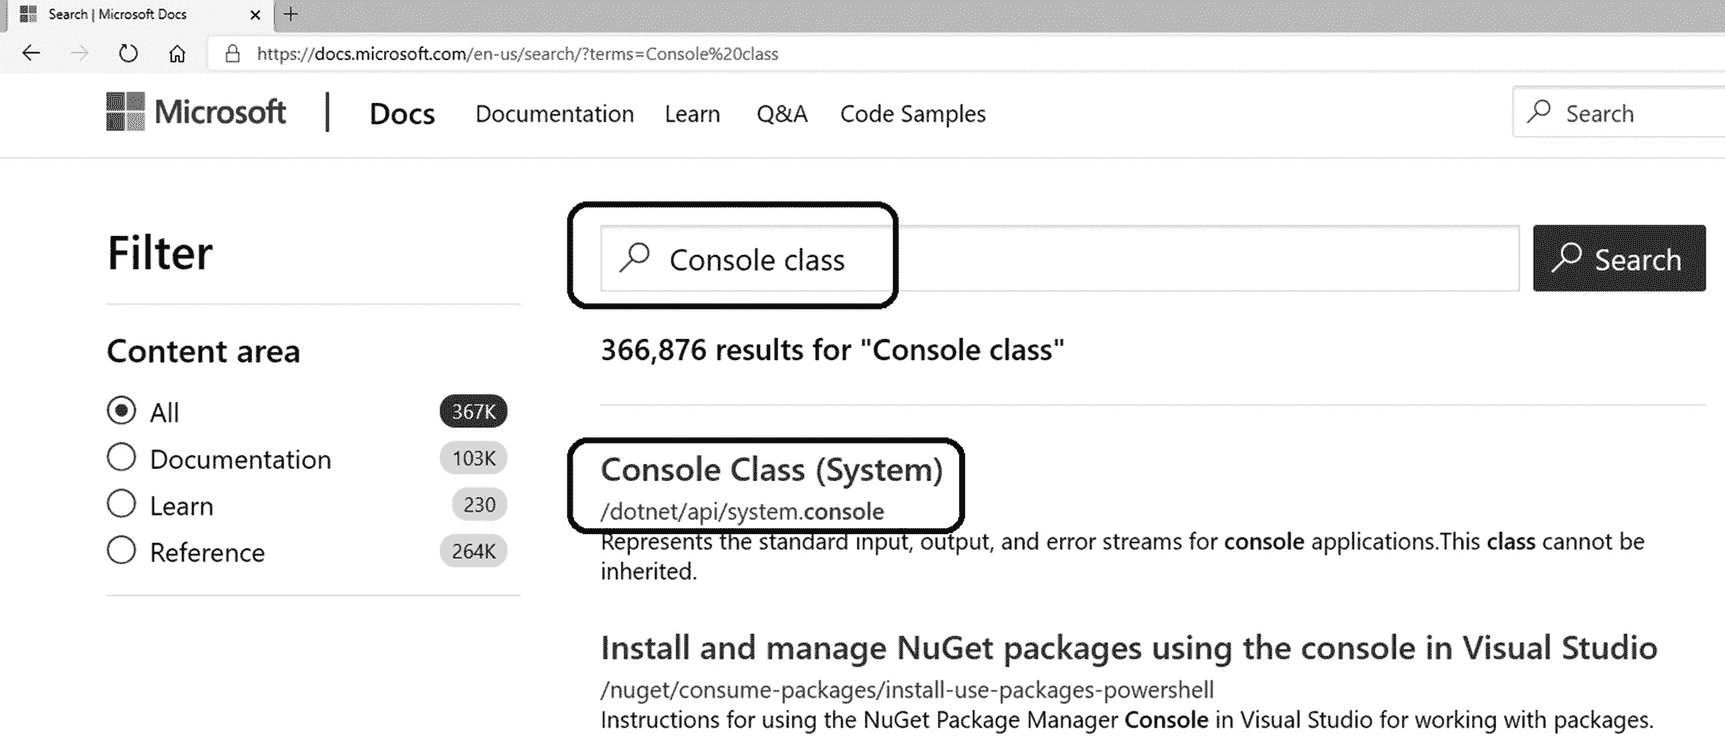 Search | Microsoft Docs
https://docs.microsoft.com/en-us/search/?terms=Console%20class
Microsoft | Docs Documentation Learn Q&A Code Samples Search
Filter
Content area
All 367K
Documentation 103K
Learn 230
Reference 264K
Console class Search
366,876 results for "Console class"
Console Class (System)
/dotnet/api/system.console
Represents the standard input, output, and error streams for console applications.This class cannot be
inherited.
Install and manage NuGet packages using the console in Visual Studio
/nuget/consume-packages/install-use-packages-powershell
Instructions for using the NuGet Package Manager Console in Visual Studio for working with packages.